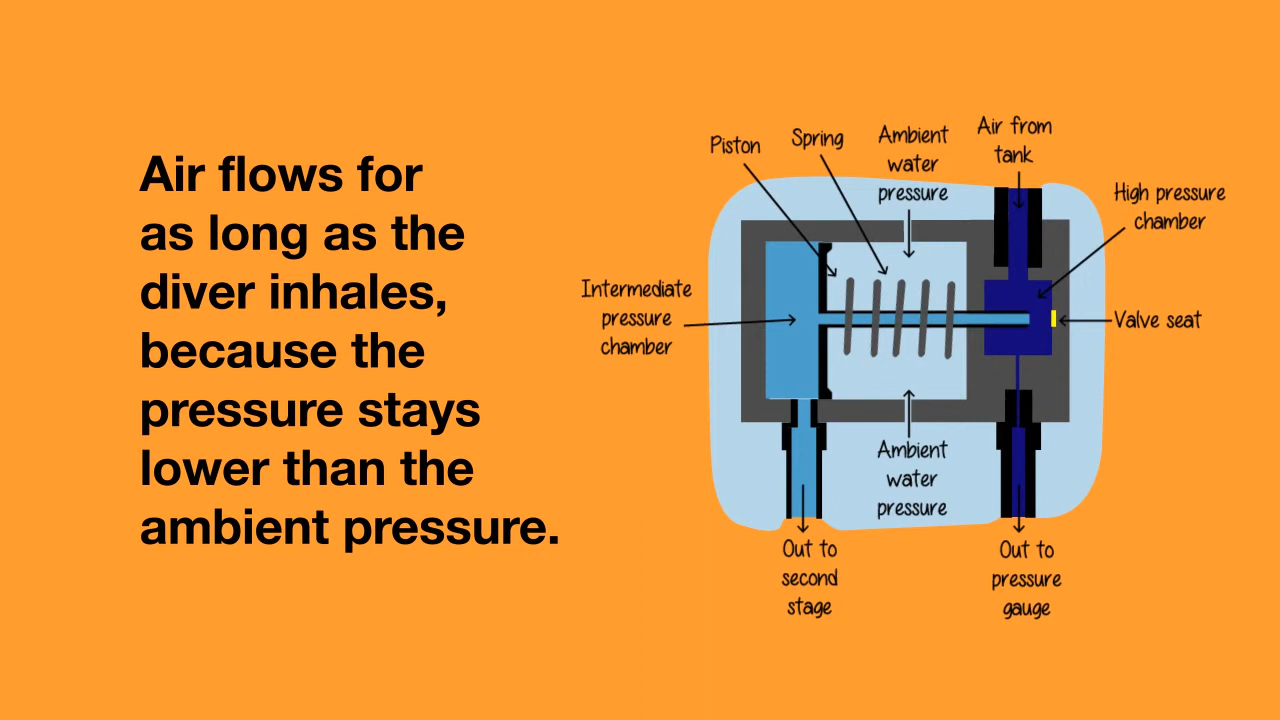 Air flows for
as long as the
diver inhales,
because the
pressure stays
lower than the
ambient pressure.
Piston
Spring
Ambient
water
pressure
Air from
tank
High pressure
chamber
Intermediate
pressure
chamber
Valve seat
Ambient
water
pressure
Out to
second
stage
Out to
pressure
gauge